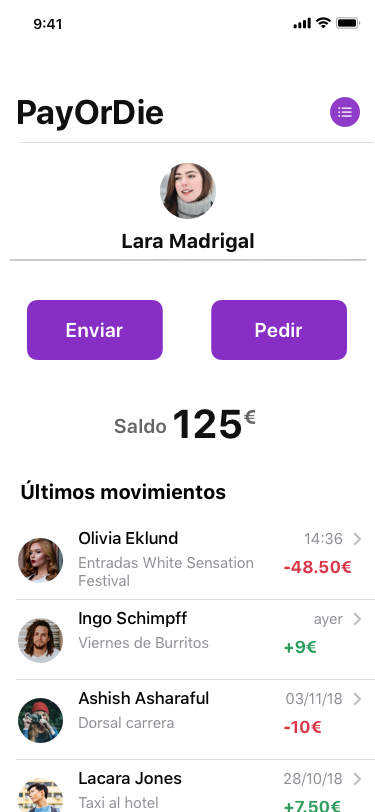 9:41
PayOrDie
Lara Madrigal
Enviar
Pedir
Saldo 125€
Últimos movimientos
Olivia Eklund 14:36
Entradas White Sensation
Festival
-48.50€
Ingo Schimpff ayer
Viernes de Burritos
+9€
Ashish Asharaful 03/11/18
Dorsal carrera
-10€
Lacara Jones 28/10/18
Taxi al hotel
+7.50€